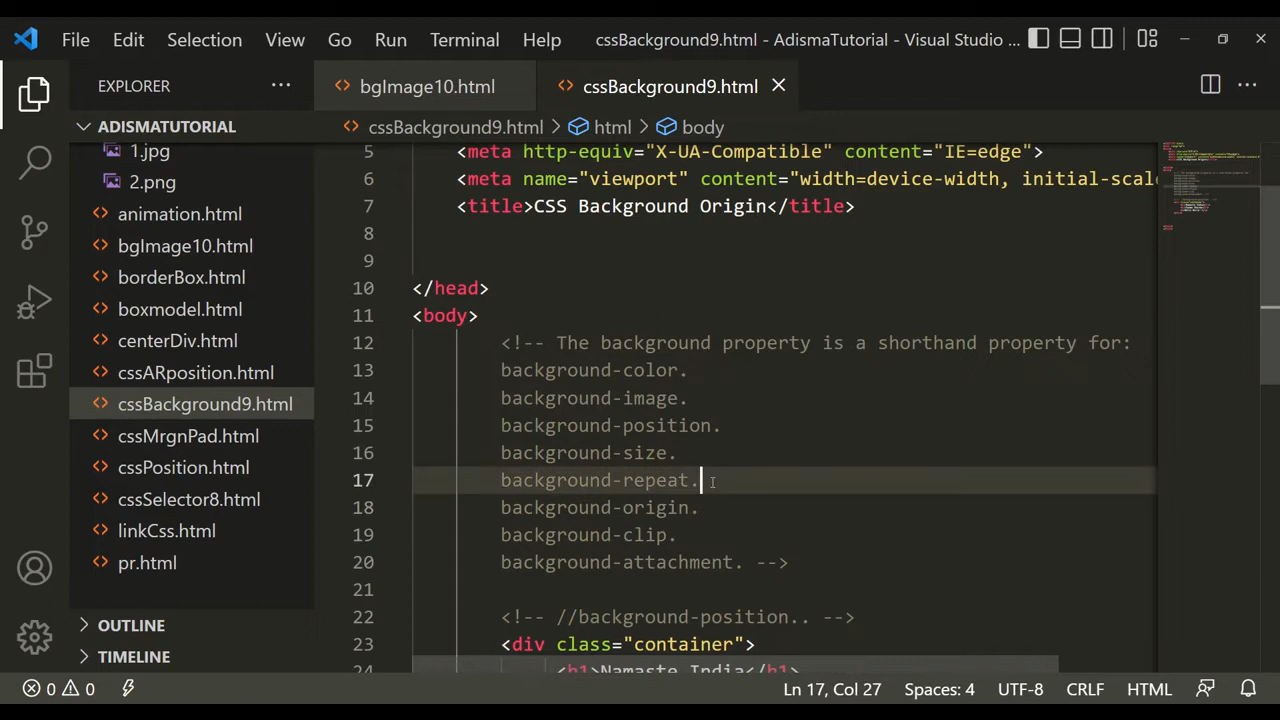 File Edit Selection View Go Run Terminal Help cssBackground9.html - AdismaTutorial - Visual Studio ...
EXPLORER
bgImage10.html cssBackground9.html
ADISMATUTORIAL
cssBackground9.html > html > body
1.jpg
2.png
animation.html
bgImage10.html
borderBox.html
boxmodel.html
centerDiv.html
cssARposition.html
cssBackground9.html
cssMrgnPad.html
cssPosition.html
cssSelector8.html
linkCss.html
pr.html
OUTLINE
TIMELINE
5 <meta http-equiv="X-UA-Compatible" content="IE=edge">
6 <meta name="viewport" content="width=device-width, initial-scale
7 <title>CSS Background Origin</title>
8
9
10 </head>
11 <body>
12 <!-- The background property is a shorthand property for:
13 background-color.
14 background-image.
15 background-position.
16 background-size.
17 background-repeat.
18 background-origin.
19 background-clip.
20 background-attachment. -->
21
22 <!-- //background-position.. -->
23 <div class="container">
24 <h1>Namaste India</h1>
0 0 Ln 17, Col 27 Spaces: 4 UTF-8 CRLF HTML